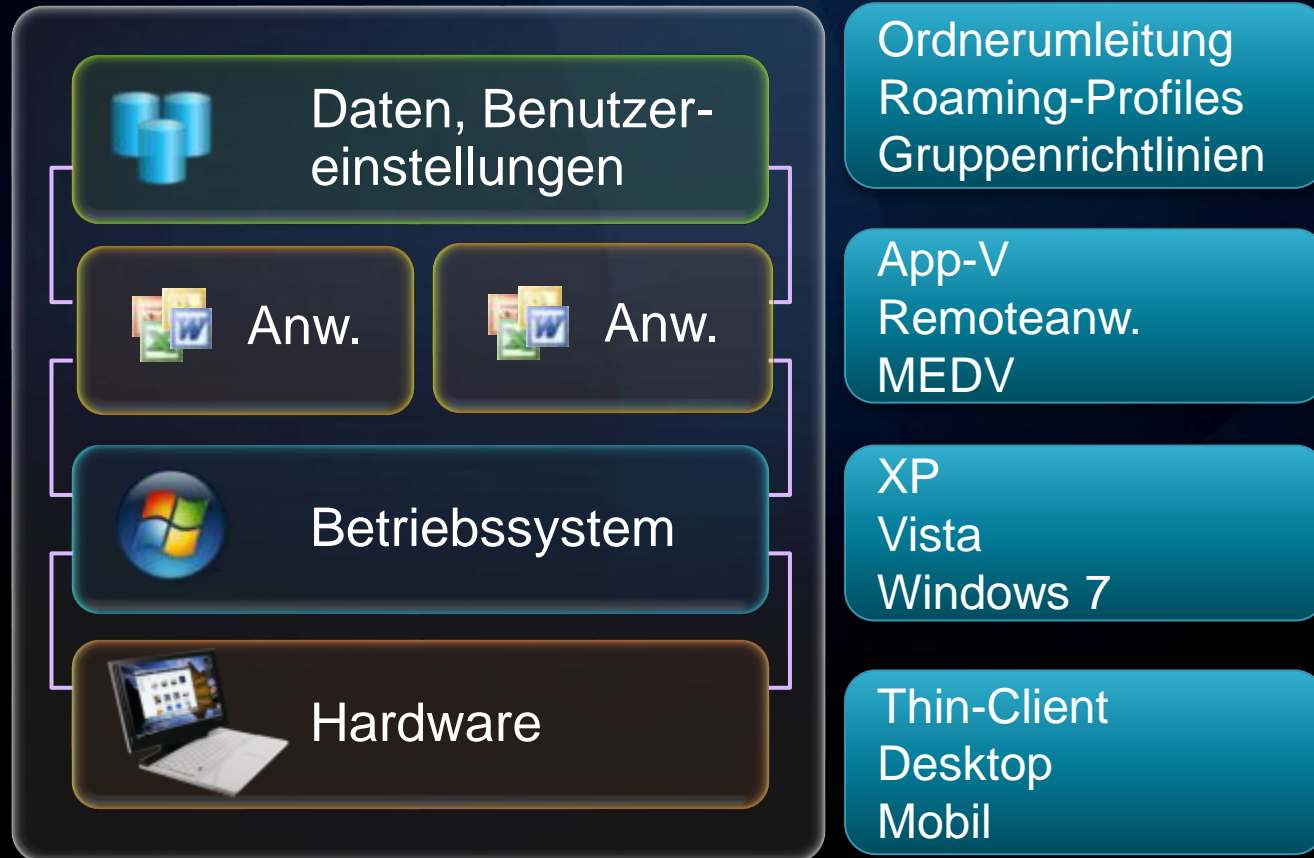 Daten, Benutzer-
einstellungen
Ordnerumleitung
Roaming-Profiles
Gruppenrichtlinien
Anw.
Anw.
App-V
Remoteanw.
MEDV
Betriebssystem
XP
Vista
Windows 7
Hardware
Thin-Client
Desktop
Mobil